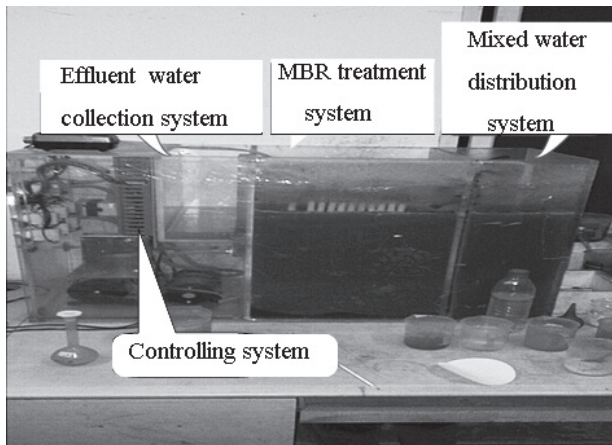 Effluent water
collection system
MBR treatment
system
Mixed water
distribution
system
Controlling system